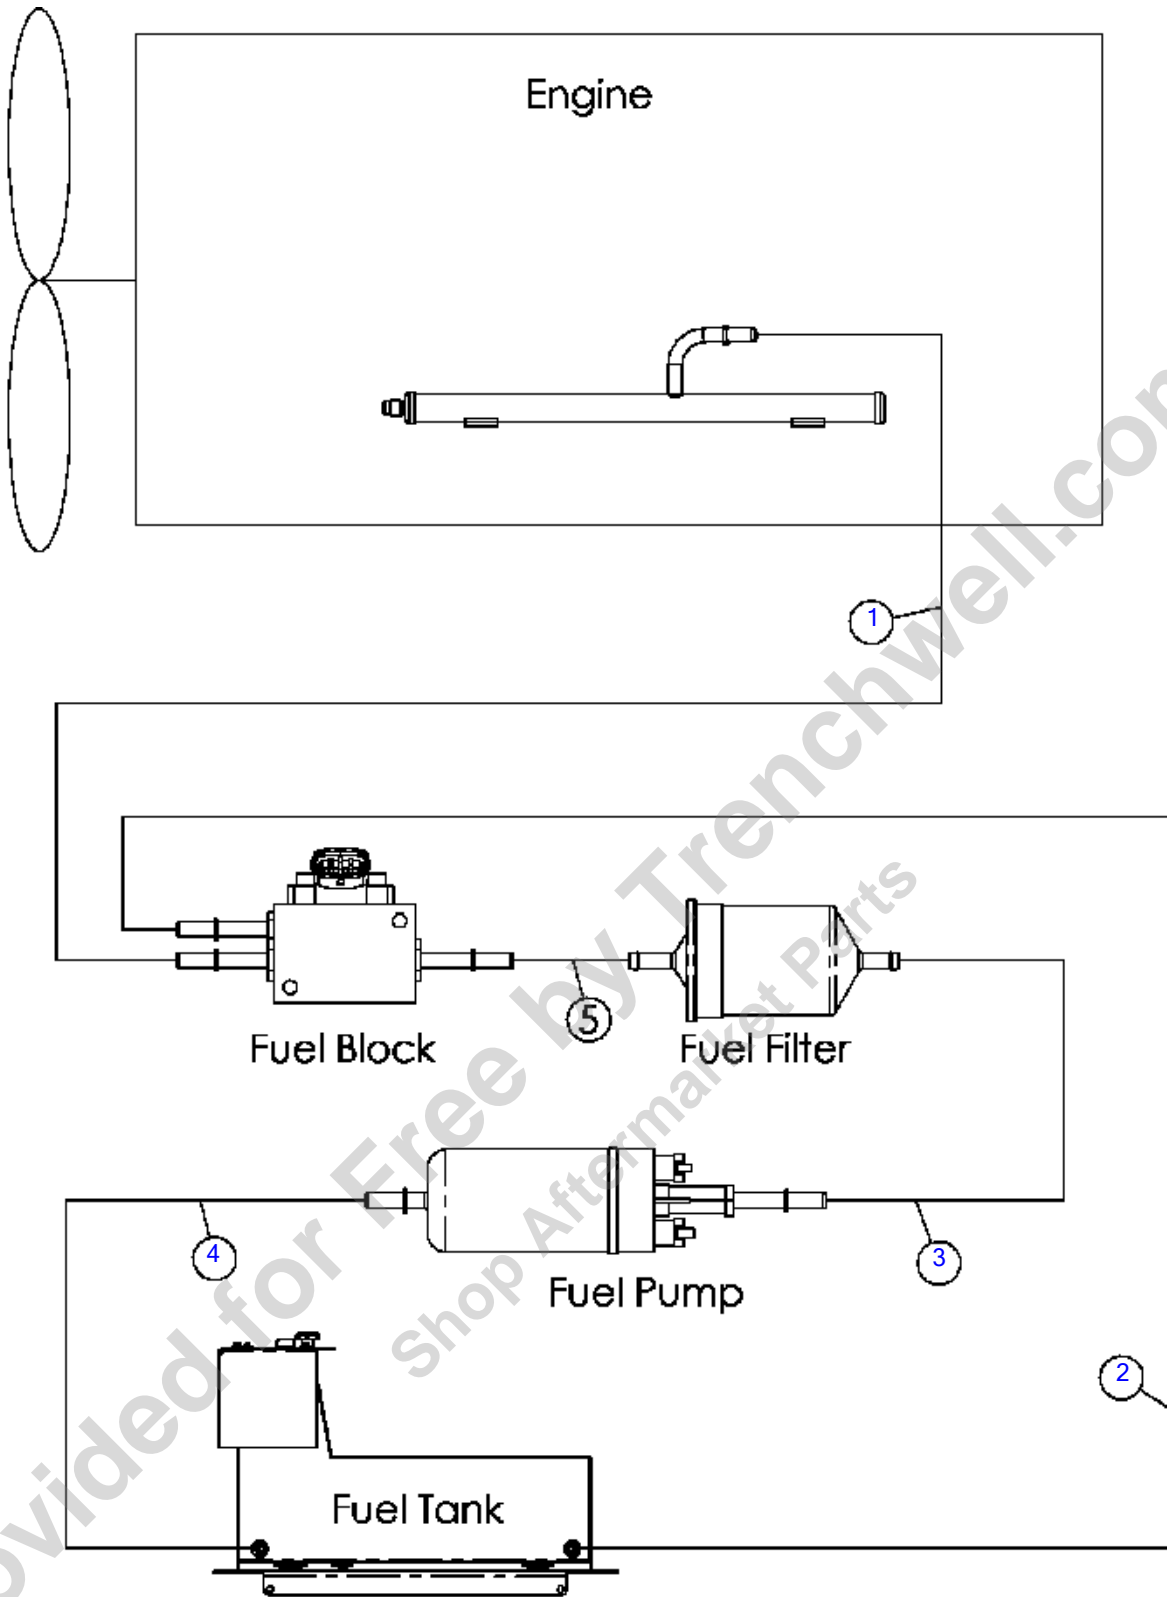 Engine
1
5
Fuel Block
Fuel Filter
4
3
Fuel Pump
2
Fuel Tank
ovided for Free by Trenchwell.com
Shop Aftermarket Parts